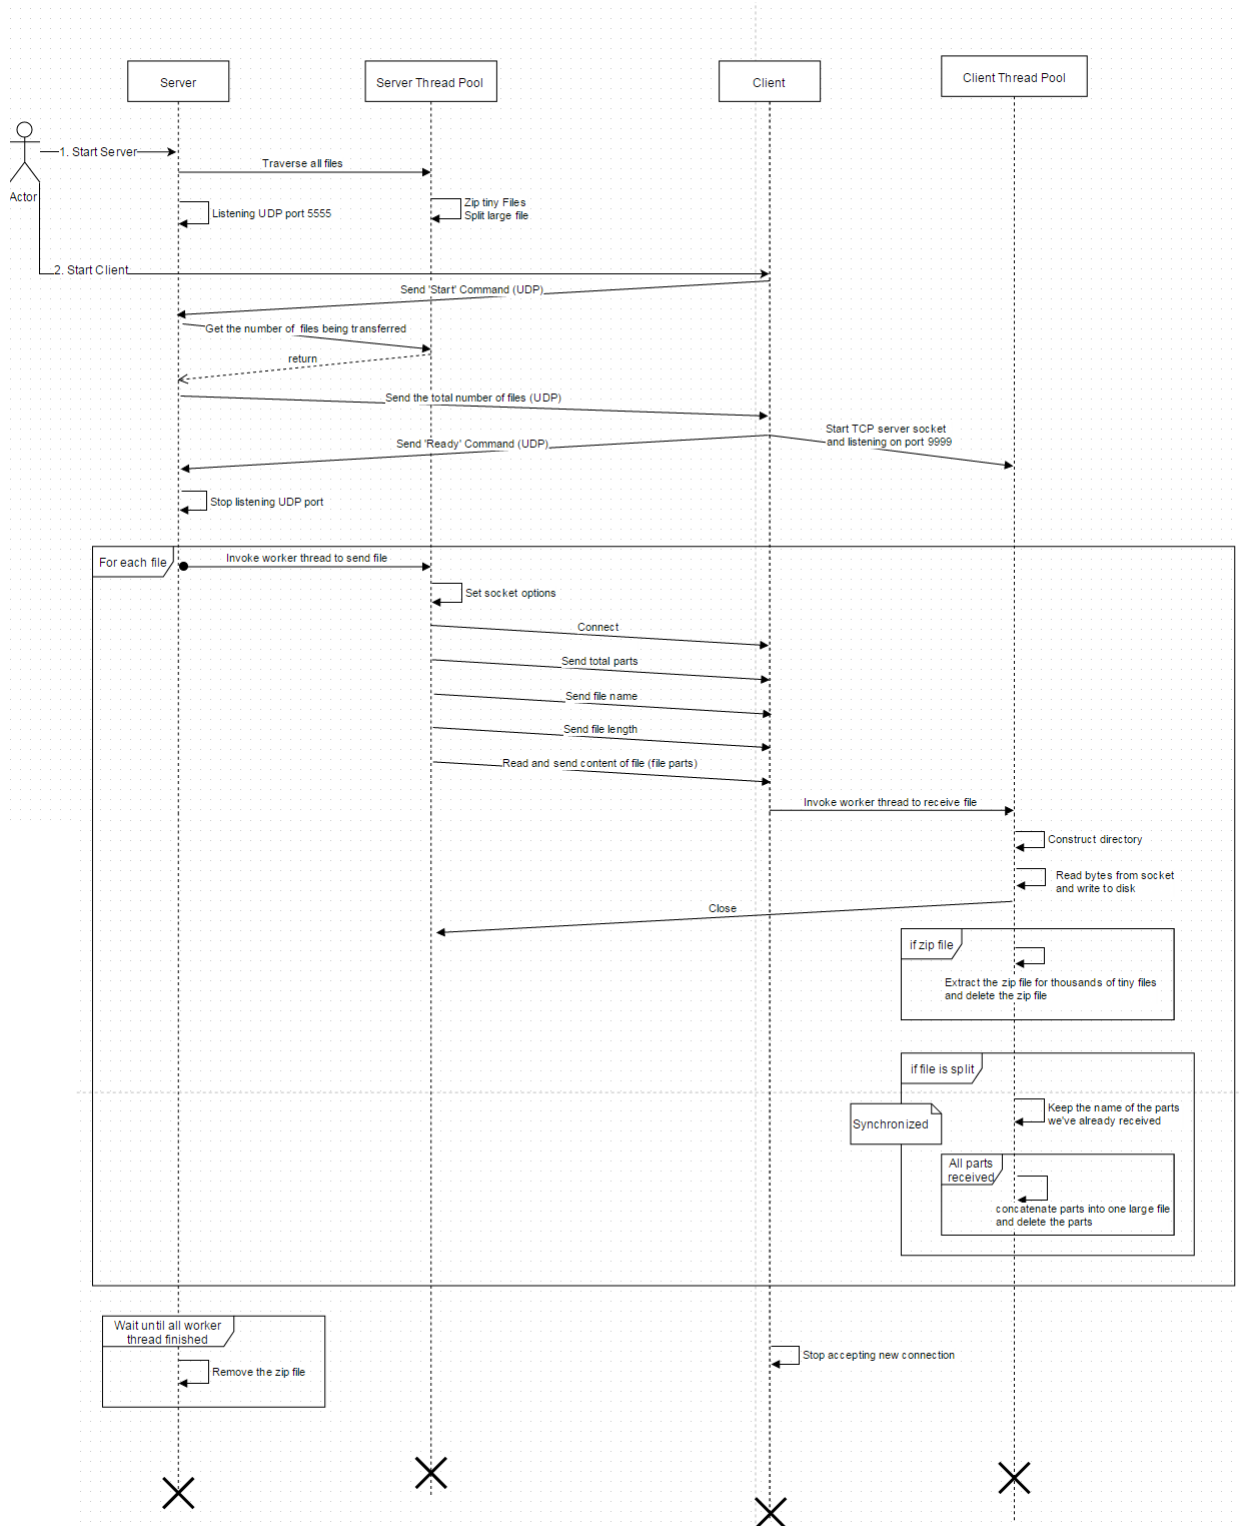 Server
Server Thread Pool
Client
Client Thread Pool
Actor
1. Start Server
Traverse all files
Listening UDP port 5555
Zip tiny Files
Split large file
2. Start Client
Send 'Start' Command (UDP)
Get the number of files being transferred
return
Send the total number of files (UDP)
Start TCP server socket
and listening on port 9999
Send 'Ready' Command (UDP)
Stop listening UDP port
For each file
Invoke worker thread to send file
Set socket options
Connect
Send total parts
Send file name
Send file length
Read and send content of file (file parts)
Invoke worker thread to receive file
Construct directory
Read bytes from socket
and write to disk
Close
if zip file
Extract the zip file for thousands of tiny files
and delete the zip file
if file is split
Keep the name of the parts
we've already received
Synchronized
All parts
received
concatenate parts into one large file
and delete the parts
Wait until all worker
thread finished
Remove the zip file
Stop accepting new connection